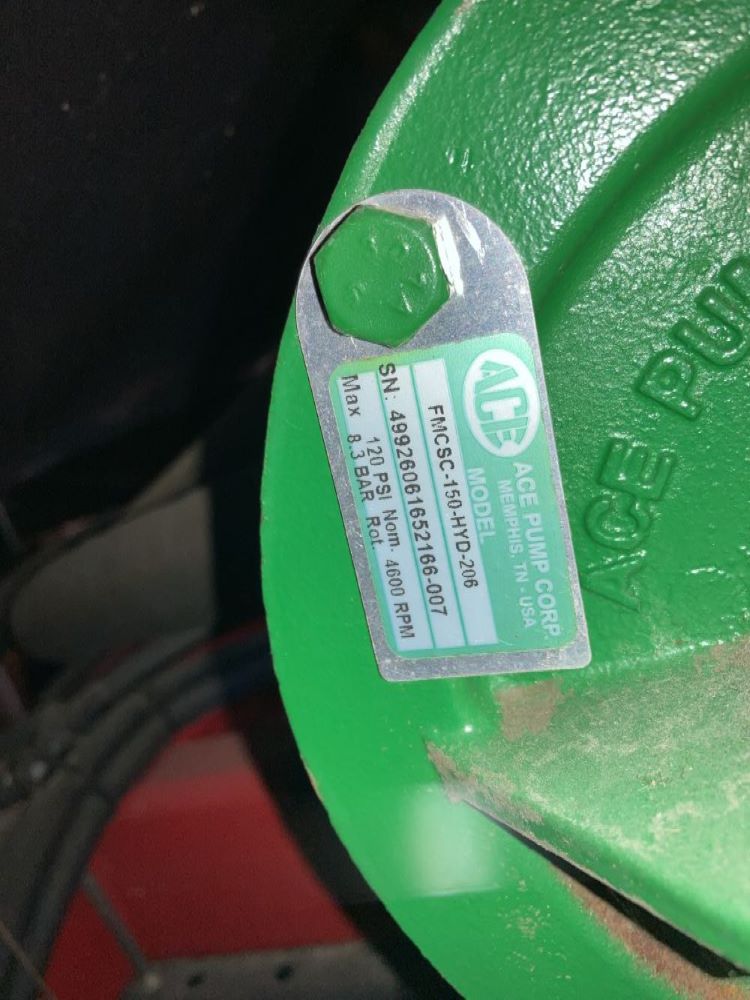 ACE
ACE PUMP CORP.
MEMPHIS, TN - USA
MODEL
FMCSC-150-HYD-206
SN: 49926061652166-007
120 PSI Nom. 4600 RPM
Max 8.3 BAR Rot.
ACE PUM